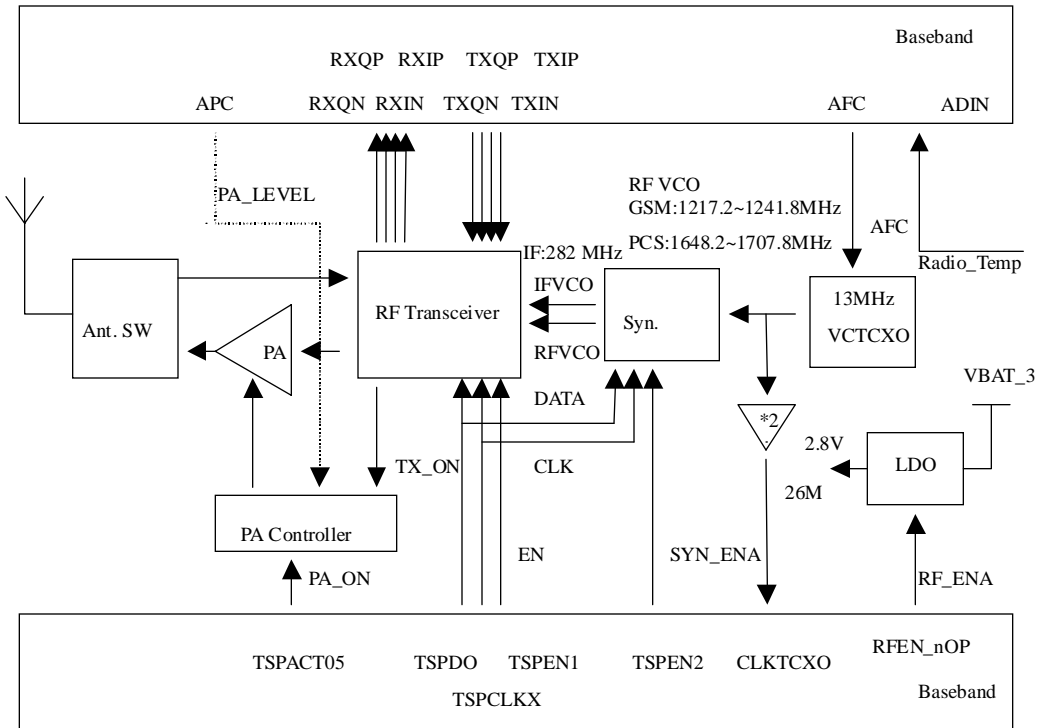 Baseband
RXQP RXIP TXQP TXIP
APC RXQN RXIN TXQN TXIN AFC ADIN
PA_LEVEL
RF VCO
GSM:1217.2~1241.8MHz
PCS:1648.2~1707.8MHz
AFC
Radio_Temp
IF:282 MHz
IFVCO
RFVCO
Ant. SW
PA
RF Transceiver
Syn.
13MHz
VCTCXO
VBAT_3
DATA
*2
2.8V
LDO
TX_ON
CLK
26M
PA Controller
EN
SYN_ENA
PA_ON
RF_ENA
TSPACT05 TSPDO TSPEN1 TSPEN2 CLKTCXO RFEN_nOP
TSPCLKX
Baseband